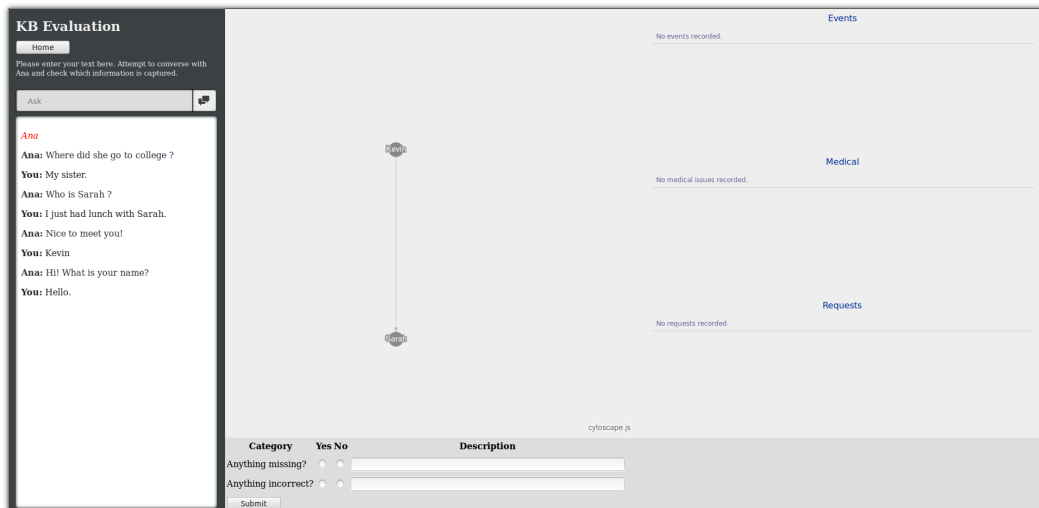 KB Evaluation
Home
Please enter your text here. Attempt to converse with
Ana and check which information is captured.
Ask
Ana
Ana: Where did she go to college ?
You: My sister.
Ana: Who is Sarah ?
You: I just had lunch with Sarah.
Ana: Nice to meet you!
You: Kevin
Ana: Hi! What is your name?
You: Hello.
Kevin
Sarah
cytoscape.js
Events
No events recorded.
Medical
No medical issues recorded.
Requests
No requests recorded.
Category Yes No Description
Anything missing?
Anything incorrect?
Submit